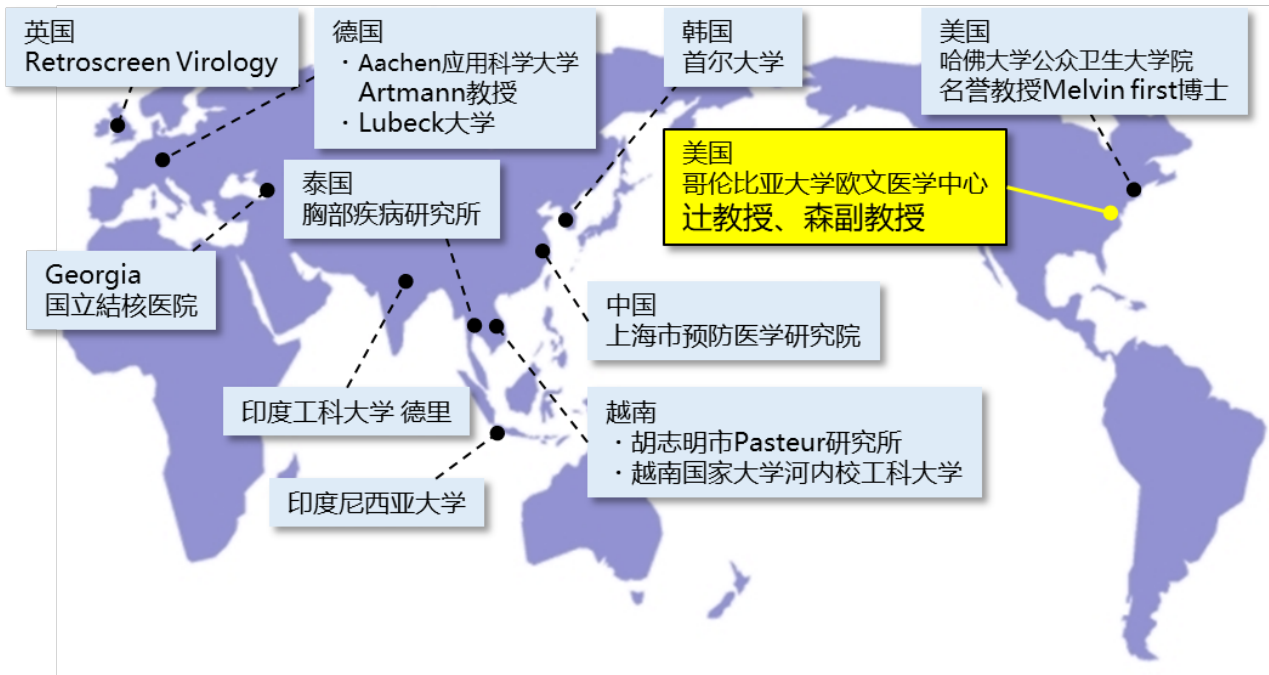 英国
Retroscreen Virology
德国
・Aachen应用科学大学
Artmann教授
・Lubeck大学
韩国
首尔大学
美国
哈佛大学公众卫生大学院
名誉教授Melvin first博士
美国
哥伦比亚大学欧文医学中心
辻教授、森副教授
泰国
胸部疾病研究所
Georgia
国立結核医院
中国
上海市预防医学研究院
印度工科大学 德里
越南
・胡志明市Pasteur研究所
・越南国家大学河内校工科大学
印度尼西亚大学